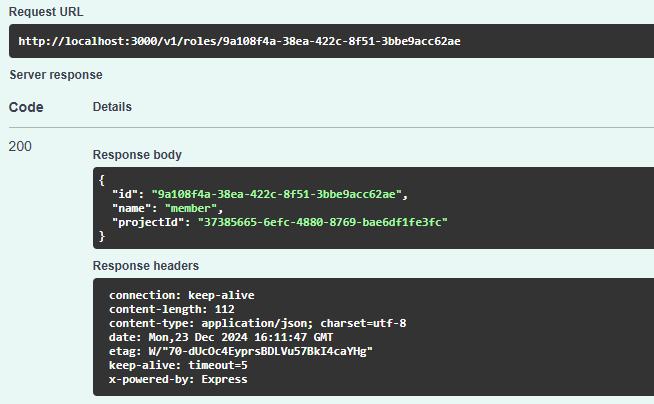 Request URL
http://localhost:3000/v1/roles/9a108f4a-38ea-422c-8f51-3bbe9acc62ae
Server response
Code Details
200
Response body
{
"id": "9a108f4a-38ea-422c-8f51-3bbe9acc62ae",
"name": "member",
"projectId": "37385665-6efc-4880-8769-bae6df1fe3fc"
}
Response headers
connection: keep-alive
content-length: 112
content-type: application/json; charset=utf-8
date: Mon,23 Dec 2024 16:11:47 GMT
etag: W/"70-dUcOc4EyprsBDLVu57BkI4caYHg"
keep-alive: timeout=5
x-powered-by: Express